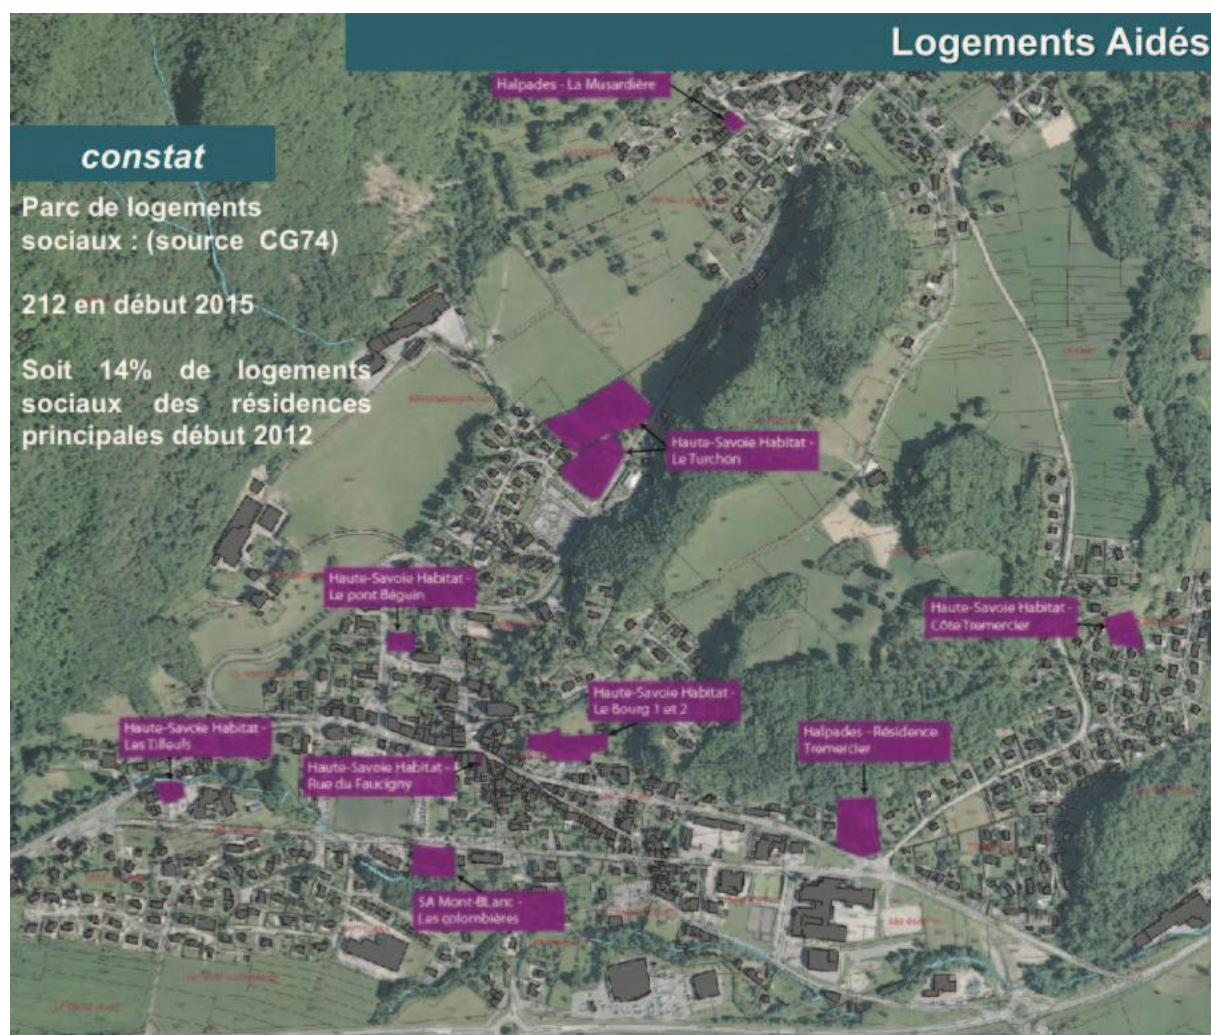 Logements Aidés
Halpades - La Musardière
constat
Parc de logements
sociaux : (source CG74)
212 en début 2015
Soit 14% de logements
sociaux des résidences
principales début 2012
Haute-Savoie Habitat -
Le Turchon
Haute-Savoie Habitat -
Le pont Béguin
Haute-Savoie Habitat -
Côte Tremercier
Haute-Savoie Habitat -
Le Bourg 1 et 2
Haute-Savoie Habitat -
Les Tilleuls
Halpades - Résidence
Tremercier
Haute-Savoie Habitat -
Rue du Faucigny
SA Mont-BLanc -
Les colombières